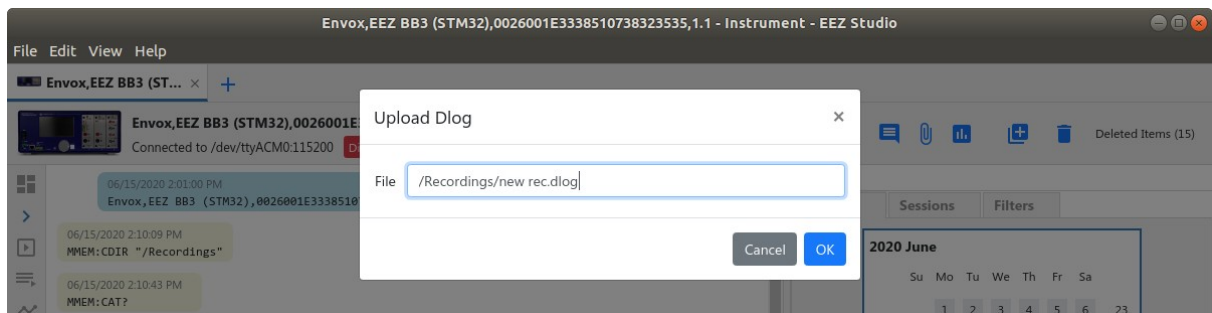 Envox,EEZ BB3 (STM32),0026001E3338510738323535,1.1 - Instrument - EEZ Studio
File Edit View Help
Envox,EEZ BB3 (ST... × +
Envox,EEZ BB3 (STM32),0026001E
Connected to /dev/ttyACM0:115200
Deleted Items (15)
Upload Dlog ×
File /Recordings/new rec.dlog
Cancel OK
06/15/2020 2:01:00 PM
Envox,EEZ BB3 (STM32),0026001E33385107
06/15/2020 2:10:09 PM
MMEM:CDIR "/Recordings"
06/15/2020 2:10:43 PM
MMEM:CAT?
Sessions Filters
2020 June
Su Mo Tu We Th Fr Sa
1 2 3 4 5 6 23